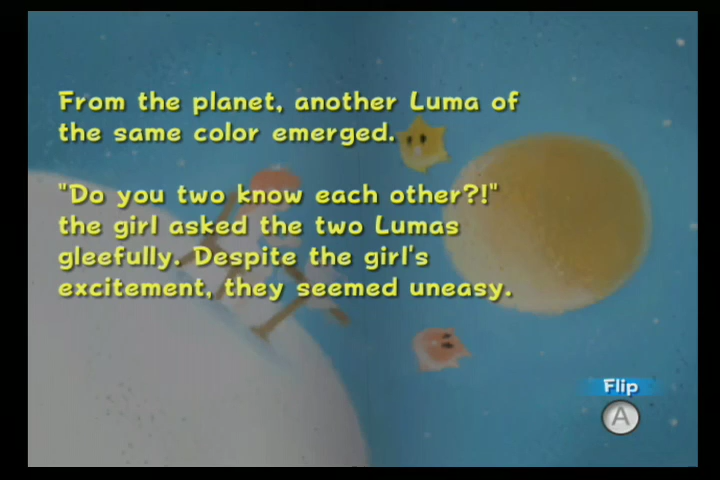 From the planet, another Luma of
the same color emerged.
"Do you two know each other?!"
the girl asked the two Lumas
gleefully. Despite the girl's
excitement, they seemed uneasy.
Flip
A